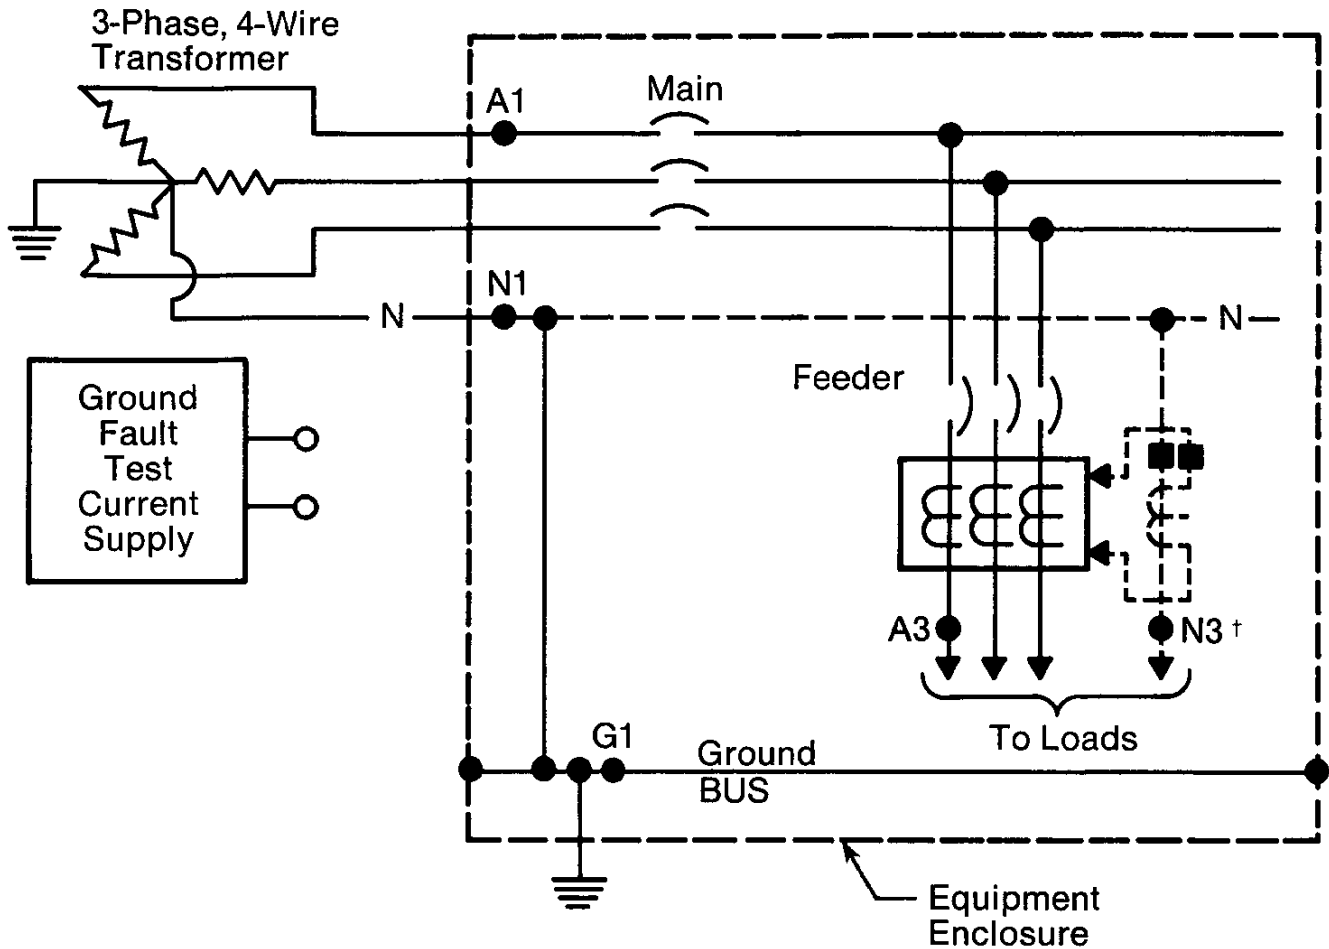 3-Phase, 4-Wire
Transformer
A1
Main
N1
N
N
Feeder
Ground
Fault
Test
Current
Supply
A3
N3 †
To Loads
G1
Ground
BUS
Equipment
Enclosure